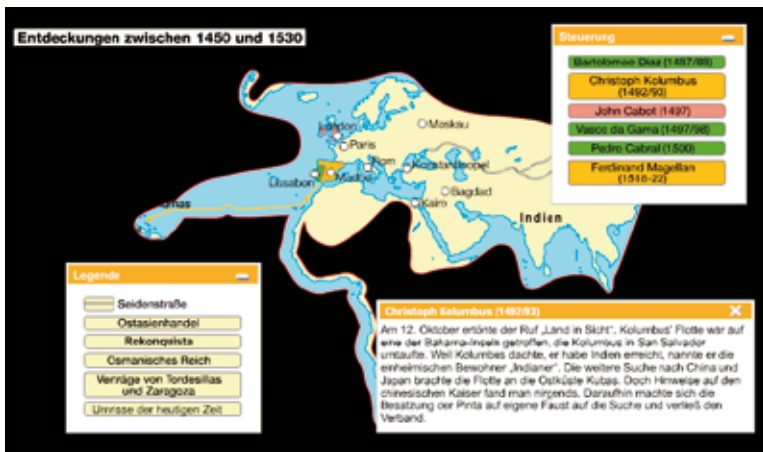 Entdeckungen zwischen 1450 und 1530
Steuerung
Bartolomeo Diaz (1487/88)
Christoph Kolumbus
(1492/93)
John Cabot (1497)
Vasco da Gama (1497/98)
Pedro Cabral (1500)
Ferdinand Magellan
(1518-22)
London
Moskau
Paris
Rom
Konstantinopel
Lissabon
Madrid
Bagdad
Kairo
Indien
Legende
Seidenstraße
Ostasienhandel
Rekonquista
Osmanisches Reich
Verträge von Tordesillas
und Zaragoza
Umrisse der heutigen Zeit
Christoph Kolumbus (1492/93)
Am 12. Oktober ertönte der Ruf „Land in Sicht“. Kolumbus' Flotte war auf
eine der Bahama-Inseln getroffen, die Kolumbus in San Salvador
umtaufte. Weil Kolumbus dachte, er habe Indien erreicht, nannte er die
einheimischen Bewohner „Indianer“. Die weitere Suche nach China und
Japan brachte die Flotte an die Ostküste Kubas. Doch Hinweise auf den
chinesischen Kaiser fand man nirgends. Daraufhin machte sich die
Besatzung der Pinta auf eigene Faust auf die Suche und verließ den
Verband.